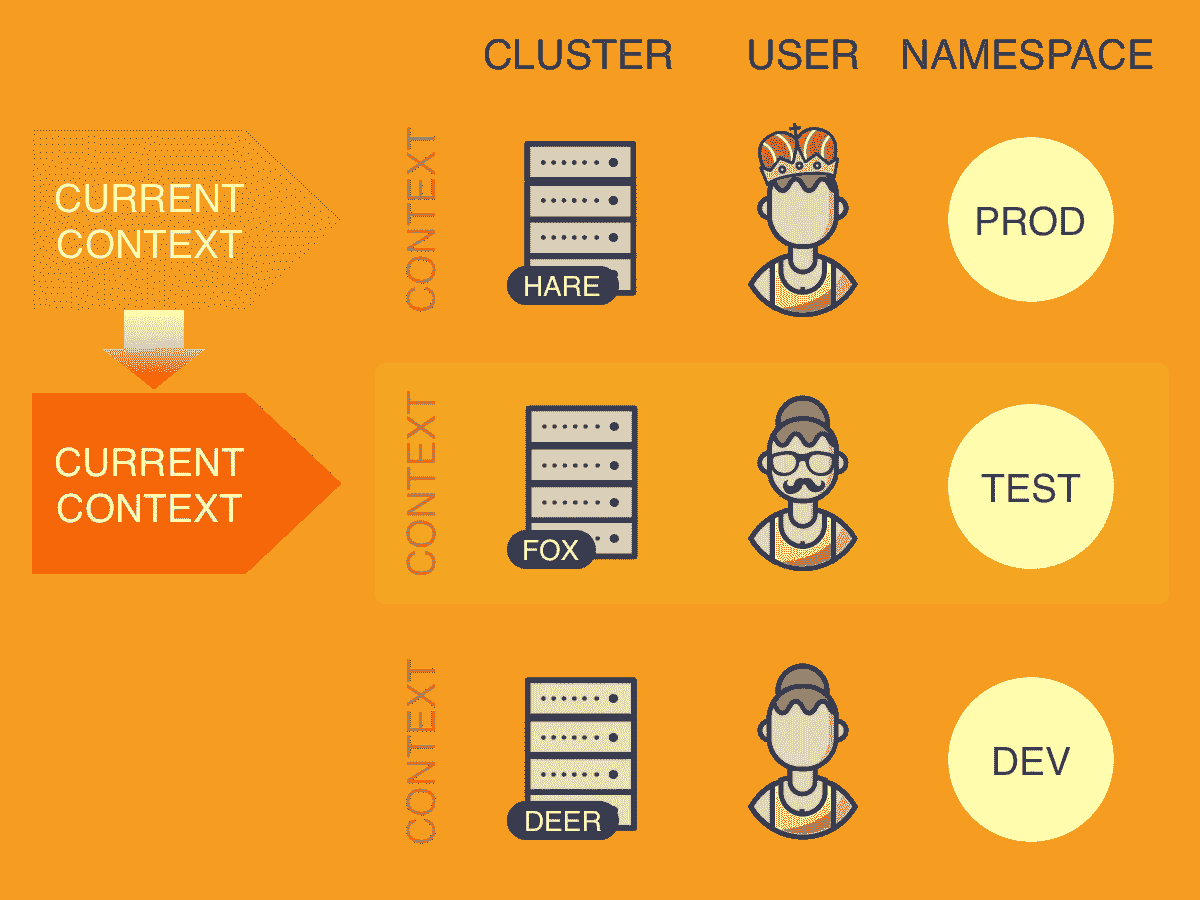 CLUSTER USER NAMESPACE
CURRENT
CONTEXT
CONTEXT
HARE
PROD
CURRENT
CONTEXT
CONTEXT
FOX
TEST
CONTEXT
DEER
DEV